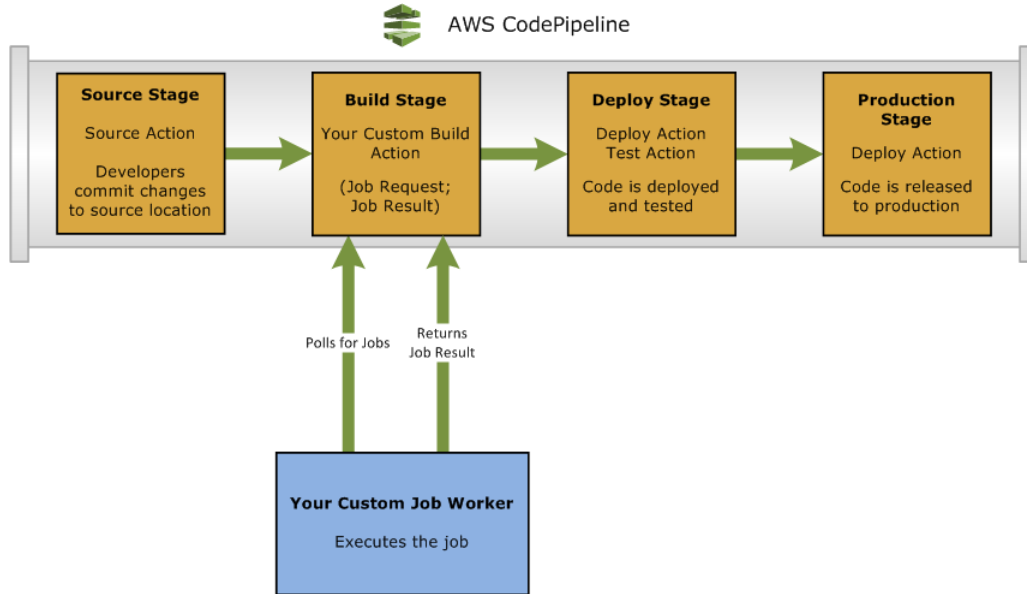 AWS CodePipeline
Source Stage
Source Action
Developers
commit changes
to source location
Build Stage
Your Custom Build
Action
(Job Request;
Job Result)
Deploy Stage
Deploy Action
Test Action
Code is deployed
and tested
Production
Stage
Deploy Action
Code is released
to production
Polls for Jobs
Returns
Job Result
Your Custom Job Worker
Executes the job